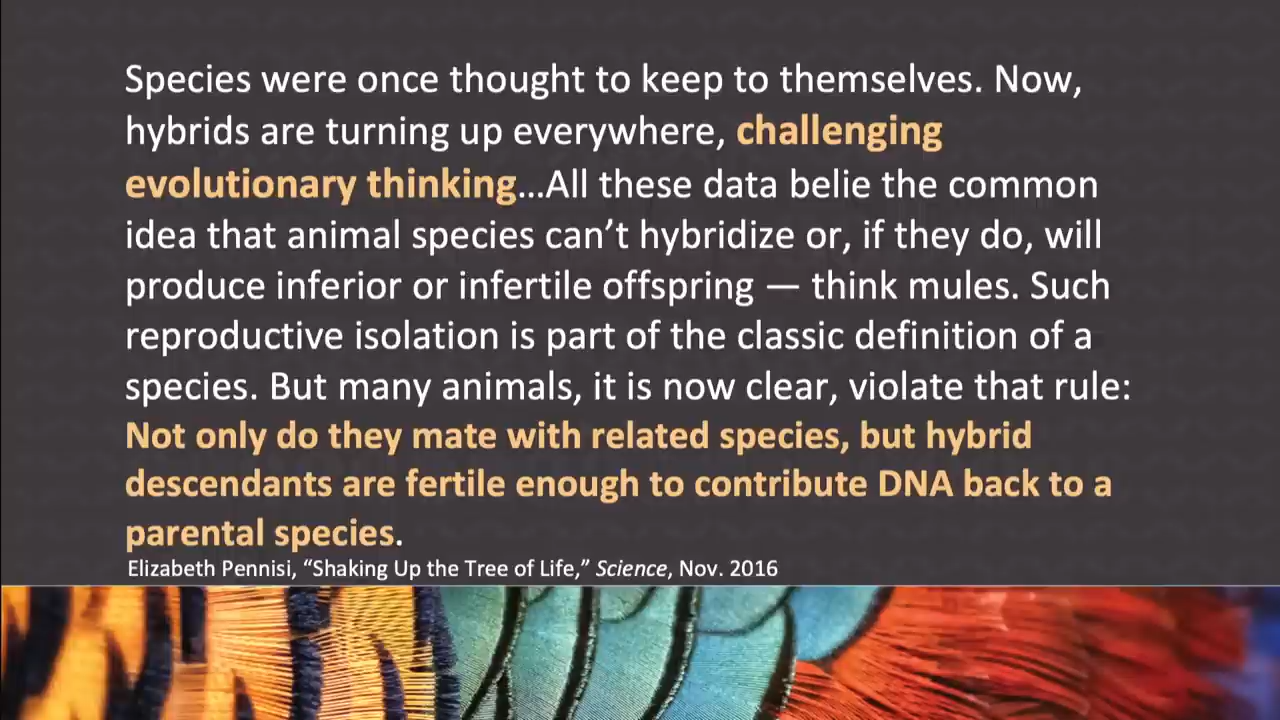 Species were once thought to keep to themselves. Now,
hybrids are turning up everywhere, challenging
evolutionary thinking…All these data belie the common
idea that animal species can’t hybridize or, if they do, will
produce inferior or infertile offspring — think mules. Such
reproductive isolation is part of the classic definition of a
species. But many animals, it is now clear, violate that rule:
Not only do they mate with related species, but hybrid
descendants are fertile enough to contribute DNA back to a
parental species.
Elizabeth Pennisi, “Shaking Up the Tree of Life,” Science, Nov. 2016